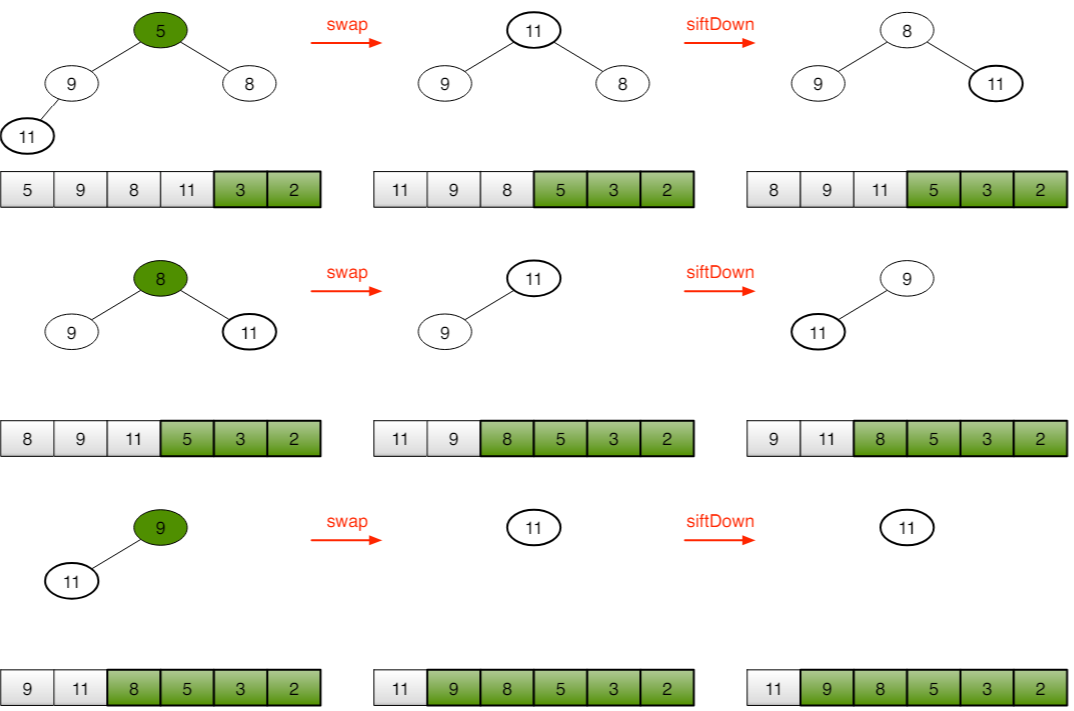 5 swap 11 siftDown 8
9 8 9 8 9 11
11
5 9 8 11 3 2 11 9 8 5 3 2 8 9 11 5 3 2
8 swap 11 siftDown 9
9 11 9 11
8 9 11 5 3 2 11 9 8 5 3 2 9 11 8 5 3 2
9 swap 11 siftDown 11
11
9 11 8 5 3 2 11 9 8 5 3 2 11 9 8 5 3 2